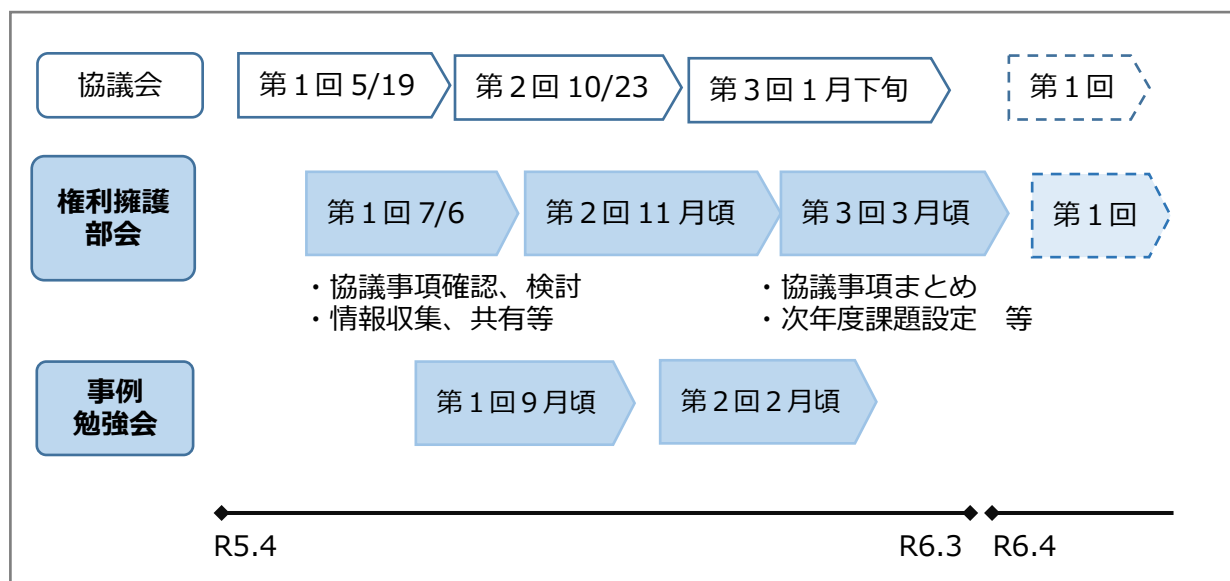 協議会
第１回 5/19
第２回 10/23
第３回１月下旬
第１回
権利擁護
部会
第１回 7/6
第２回 11 月頃
第３回３月頃
第１回
・協議事項確認、検討
・情報収集、共有等
・協議事項まとめ
・次年度課題設定　等
事例
勉強会
第１回９月頃
第２回２月頃
R5.4
R6.3
R6.4